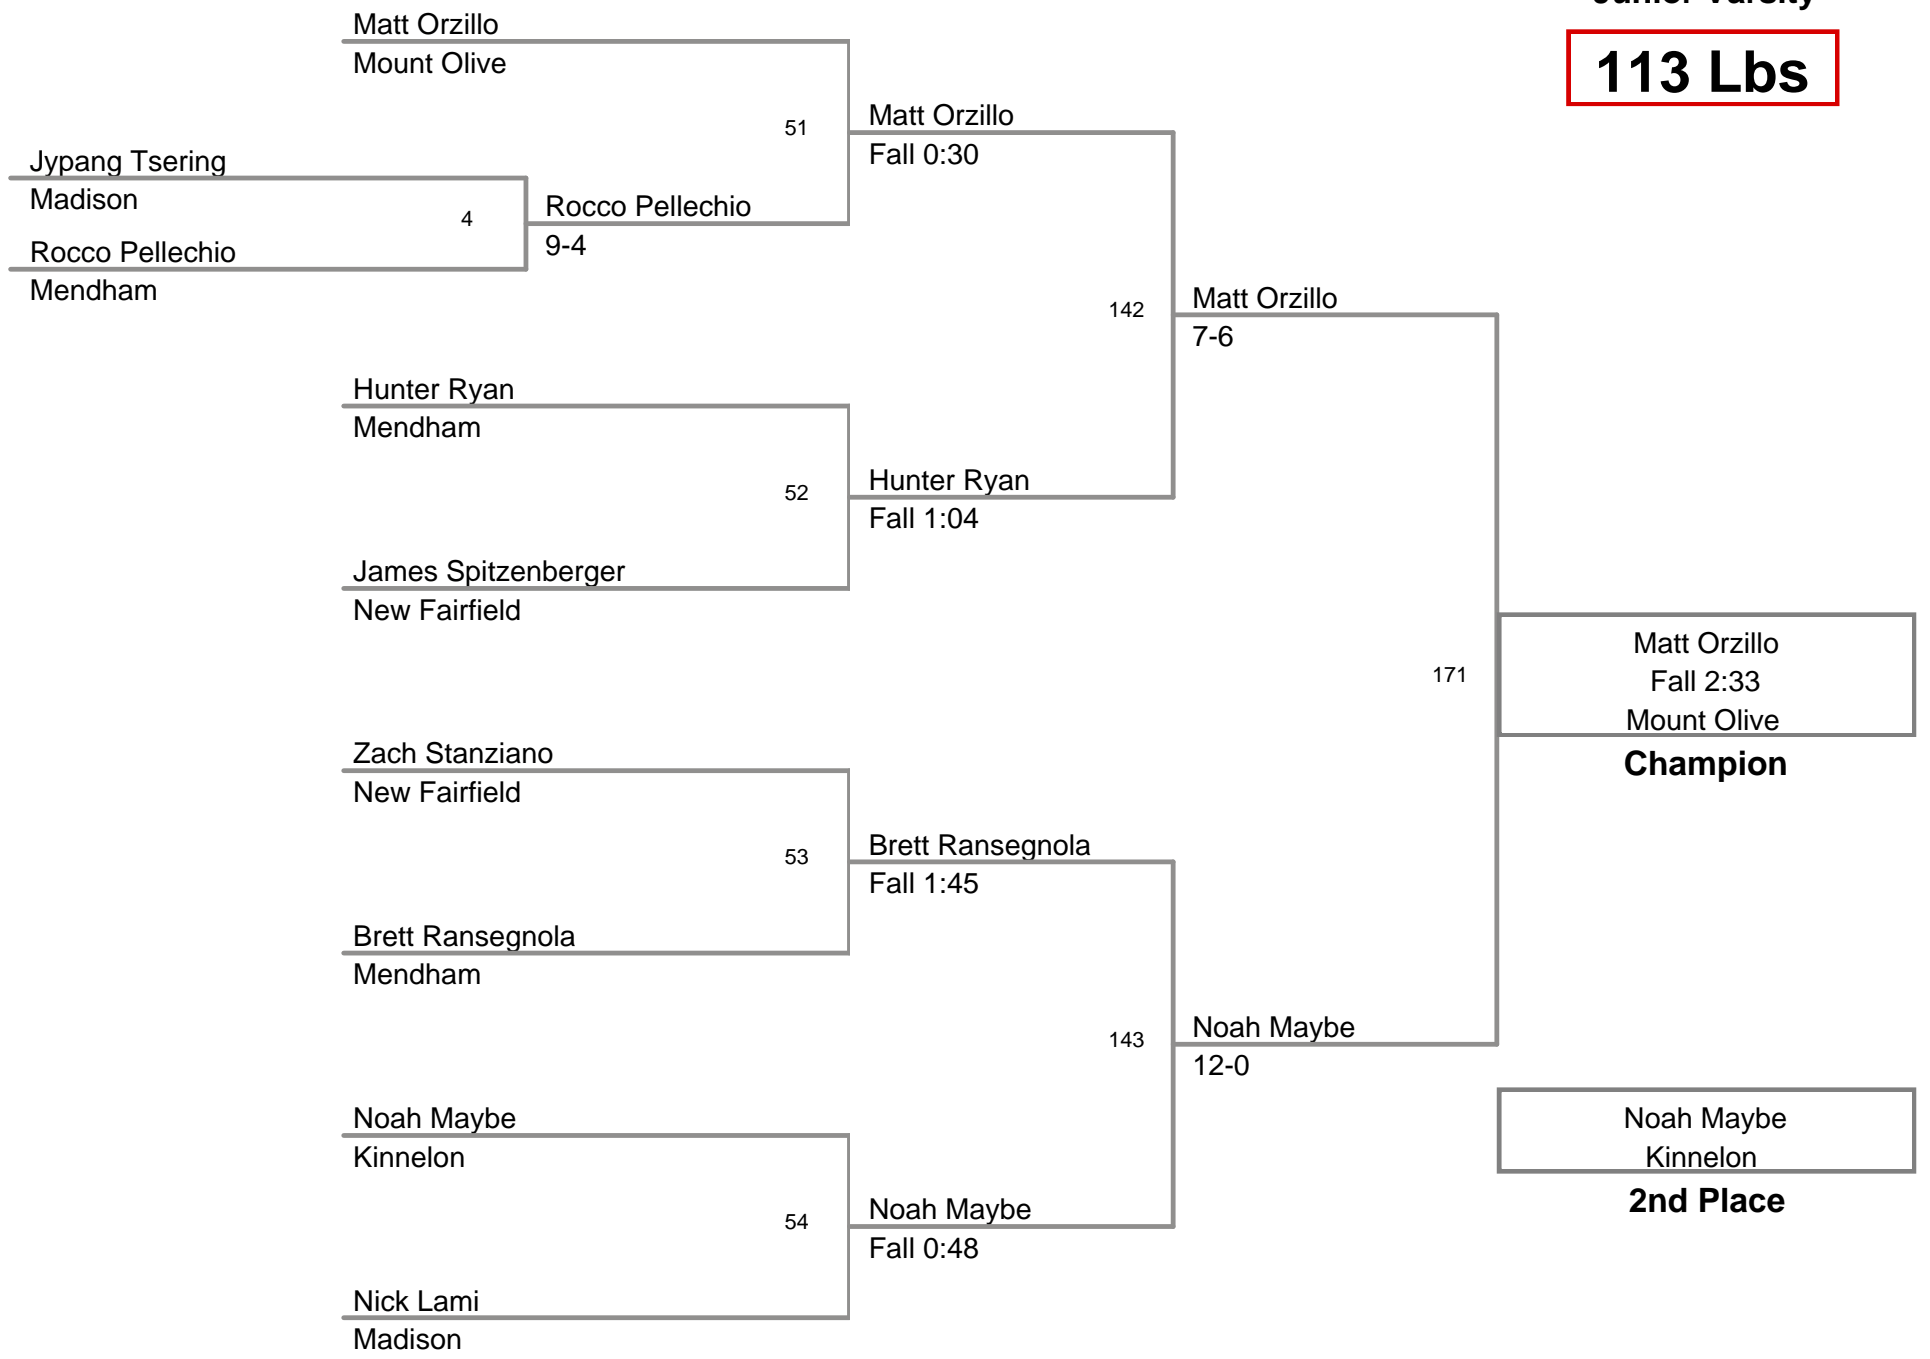 Junior Varsity
113 Lbs
Matt Orzillo
Mount Olive
51
Matt Orzillo
Fall 0:30
Jypang Tsering
Madison
4
Rocco Pellechio
9-4
Rocco Pellechio
Mendham
142
Matt Orzillo
7-6
Hunter Ryan
Mendham
52
Hunter Ryan
Fall 1:04
James Spitzenberger
New Fairfield
171
Matt Orzillo
Fall 2:33
Mount Olive
Champion
Zach Stanziano
New Fairfield
53
Brett Ransegnola
Fall 1:45
Brett Ransegnola
Mendham
143
Noah Maybe
12-0
Noah Maybe
Kinnelon
2nd Place
Noah Maybe
Kinnelon
54
Noah Maybe
Fall 0:48
Nick Lami
Madison